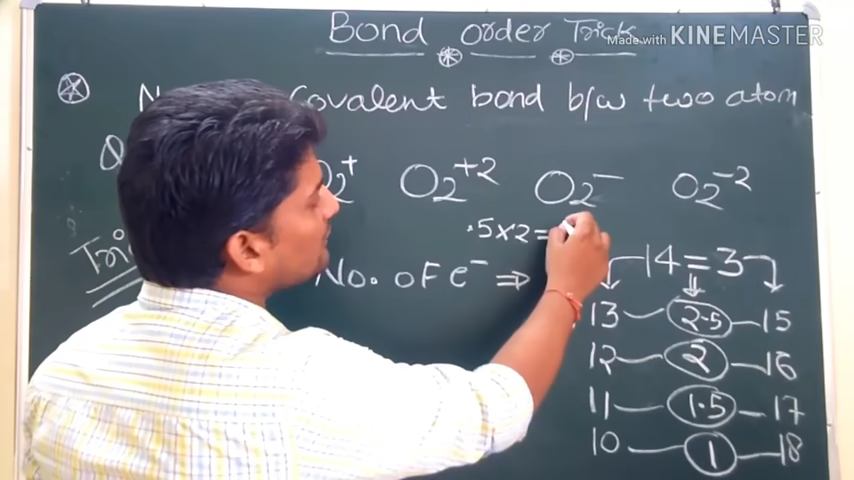 Bond order Trick
Made with KINEMASTER
Covalent bond b/w two atom
O2+ O2+2 O2− O2−2
.5x2=
14=3
No. oF e− ⇒
13 2.5 15
12 2 16
11 1.5 17
10 1 18